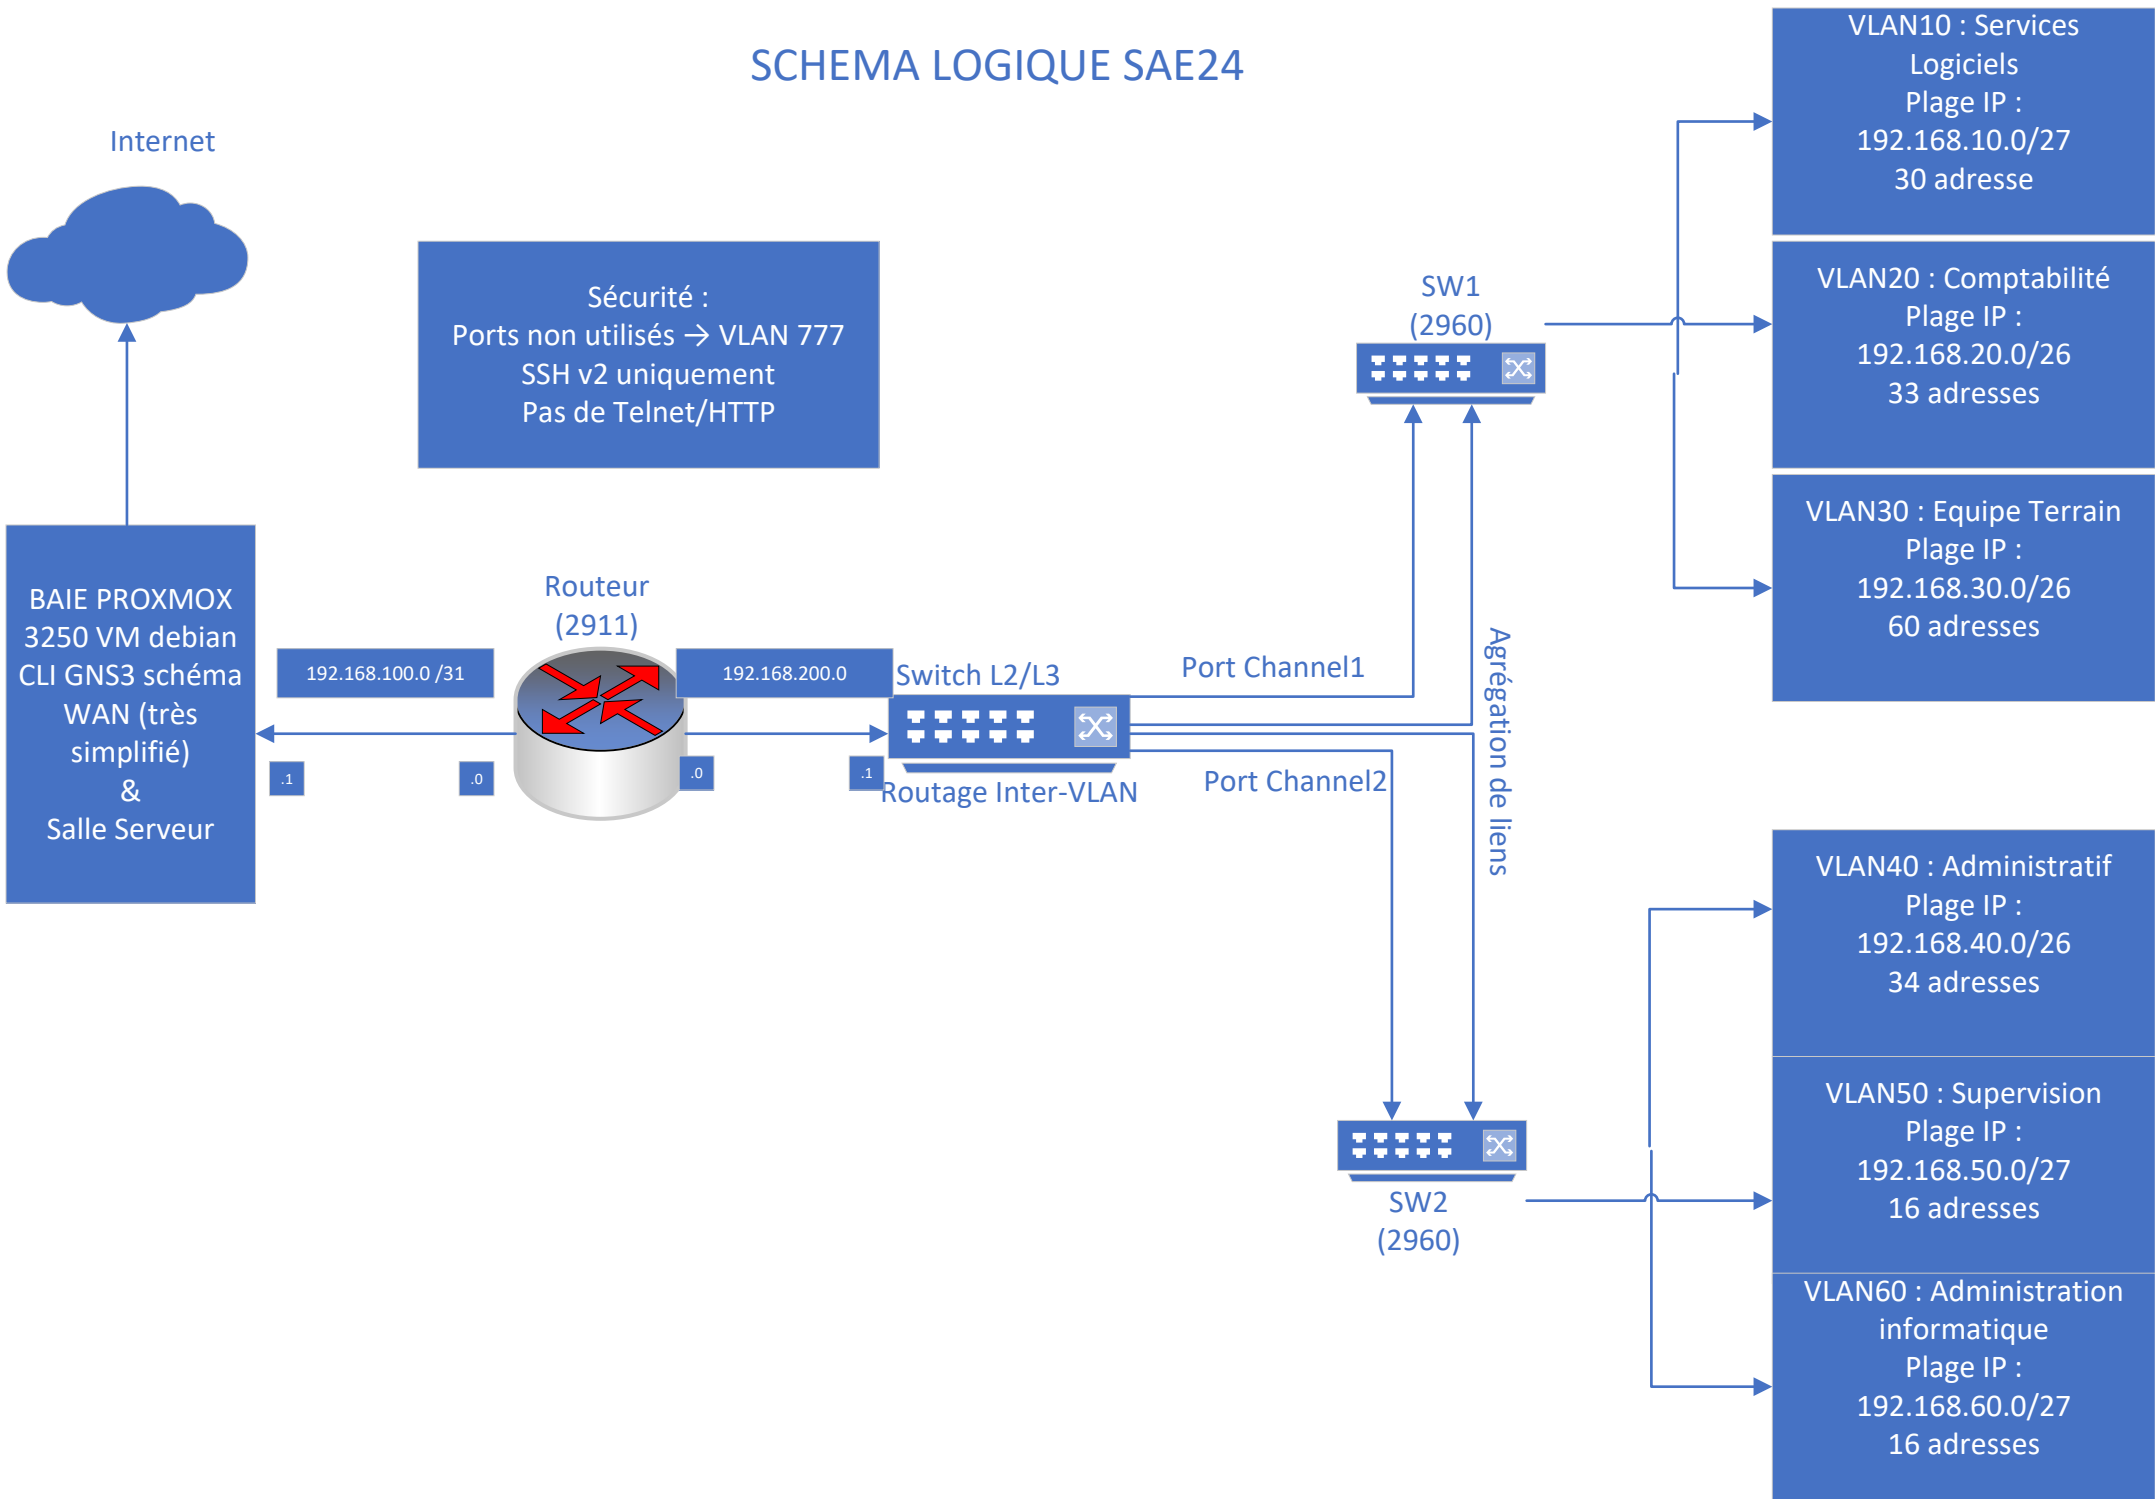 SCHEMA LOGIQUE SAE24
Internet
Sécurité :
Ports non utilisés → VLAN 777
SSH v2 uniquement
Pas de Telnet/HTTP
BAIE PROXMOX
3250 VM debian
CLI GNS3 schéma
WAN (très
simplifié)
&
Salle Serveur
192.168.100.0 /31
.1
.0
Routeur
(2911)
192.168.200.0
.0
.1
Switch L2/L3
Routage Inter-VLAN
Port Channel1
Port Channel2
Agrégation de liens
SW1
(2960)
SW2
(2960)
VLAN10 : Services
Logiciels
Plage IP :
192.168.10.0/27
30 adresse
VLAN20 : Comptabilité
Plage IP :
192.168.20.0/26
33 adresses
VLAN30 : Equipe Terrain
Plage IP :
192.168.30.0/26
60 adresses
VLAN40 : Administratif
Plage IP :
192.168.40.0/26
34 adresses
VLAN50 : Supervision
Plage IP :
192.168.50.0/27
16 adresses
VLAN60 : Administration
informatique
Plage IP :
192.168.60.0/27
16 adresses